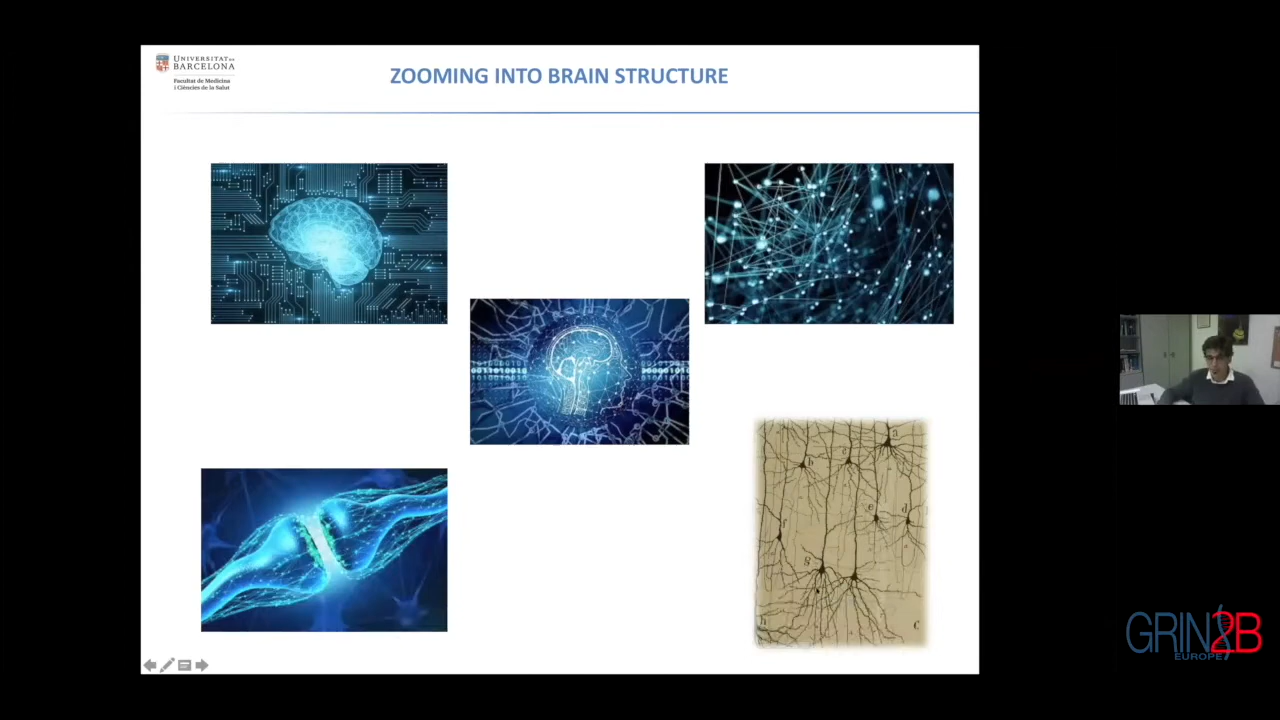 UNIVERSITAT DE
BARCELONA
Facultat de Medicina
i Ciències de la Salut
ZOOMING INTO BRAIN STRUCTURE
a
b
e
d
f
g
c
GRIN2B
EUROPE